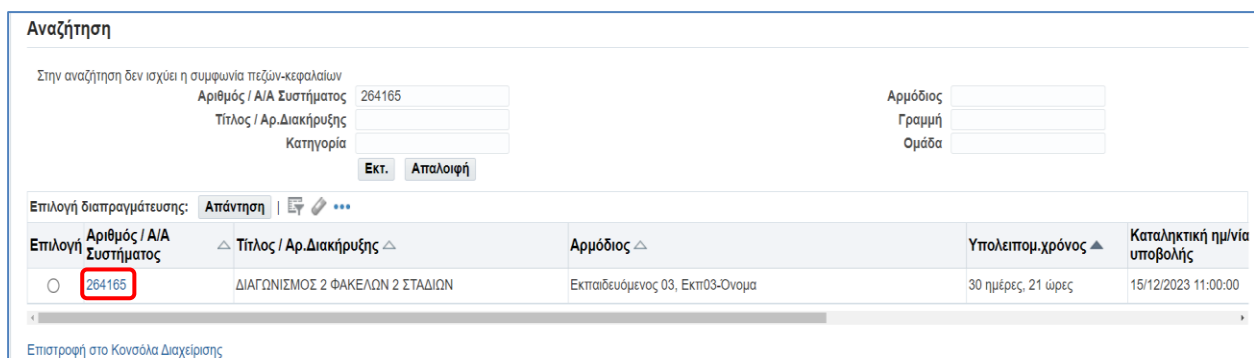 Αναζήτηση
Στην αναζήτηση δεν ισχύει η συμφωνία πεζών-κεφαλαίων
Αριθμός / Α/Α Συστήματος 264165 Αρμόδιος
Τίτλος / Αρ.Διακήρυξης Γραμμή
Κατηγορία Ομάδα
Εκτ. Απαλοιφή
Επιλογή διαπραγμάτευσης: Απάντηση | •••
Επιλογή Αριθμός / Α/Α Συστήματος Τίτλος / Αρ.Διακήρυξης Αρμόδιος Υπολειπομ.χρόνος Καταληκτική ημ/νία υποβολής
264165 ΔΙΑΓΩΝΙΣΜΟΣ 2 ΦΑΚΕΛΩΝ 2 ΣΤΑΔΙΩΝ Εκπαιδευόμενος 03, Εκπ03-Όνομα 30 ημέρες, 21 ώρες 15/12/2023 11:00:00
Επιστροφή στο Κονσόλα Διαχείρισης